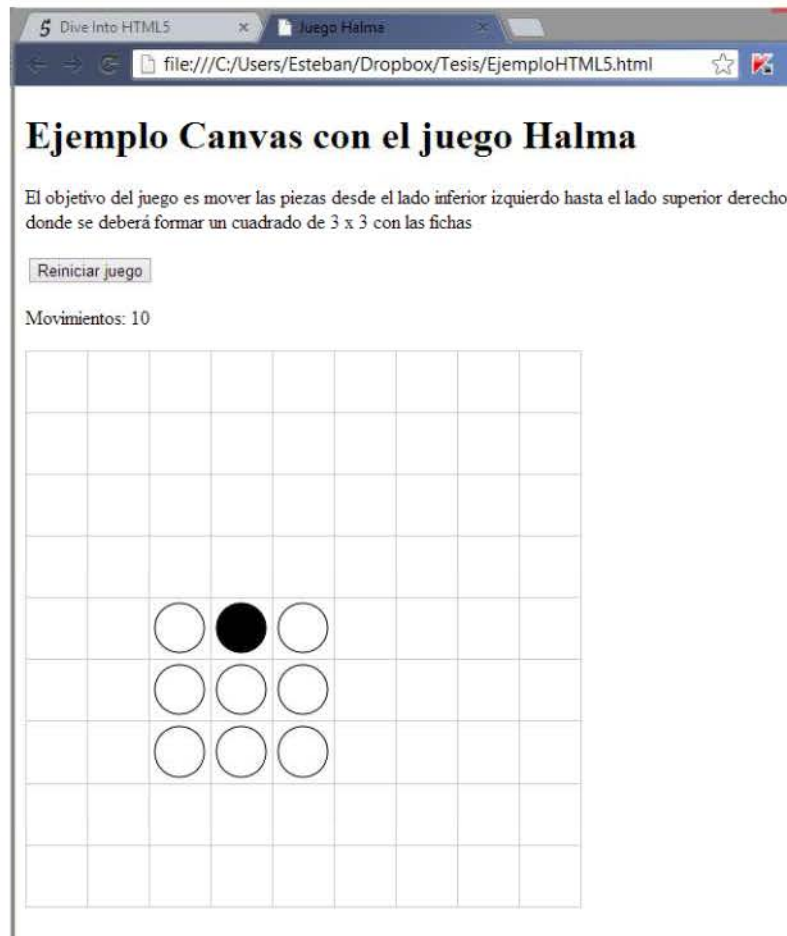 5 Dive Into HTML5
Juego Halma
file:///C:/Users/Esteban/Dropbox/Tesis/EjemploHTML5.html
Ejemplo Canvas con el juego Halma
El objetivo del juego es mover las piezas desde el lado inferior izquierdo hasta el lado superior derecho
donde se deberá formar un cuadrado de 3 x 3 con las fichas
Reiniciar juego
Movimientos: 10